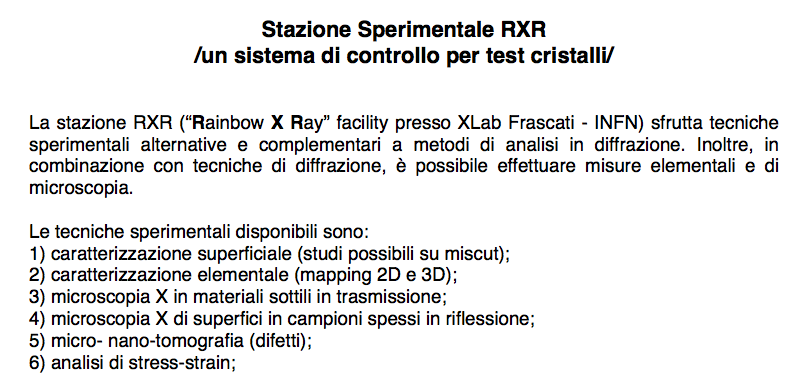 Stazione Sperimentale RXR
/un sistema di controllo per test cristalli/
La stazione RXR (“Rainbow X Ray” facility presso XLab Frascati - INFN) sfrutta tecniche
sperimentali alternative e complementari a metodi di analisi in diffrazione. Inoltre, in
combinazione con tecniche di diffrazione, è possibile effettuare misure elementali e di
microscopia.
Le tecniche sperimentali disponibili sono:
1) caratterizzazione superficiale (studi possibili su miscut);
2) caratterizzazione elementale (mapping 2D e 3D);
3) microscopia X in materiali sottili in trasmissione;
4) microscopia X di superfici in campioni spessi in riflessione;
5) micro- nano-tomografia (difetti);
6) analisi di stress-strain;